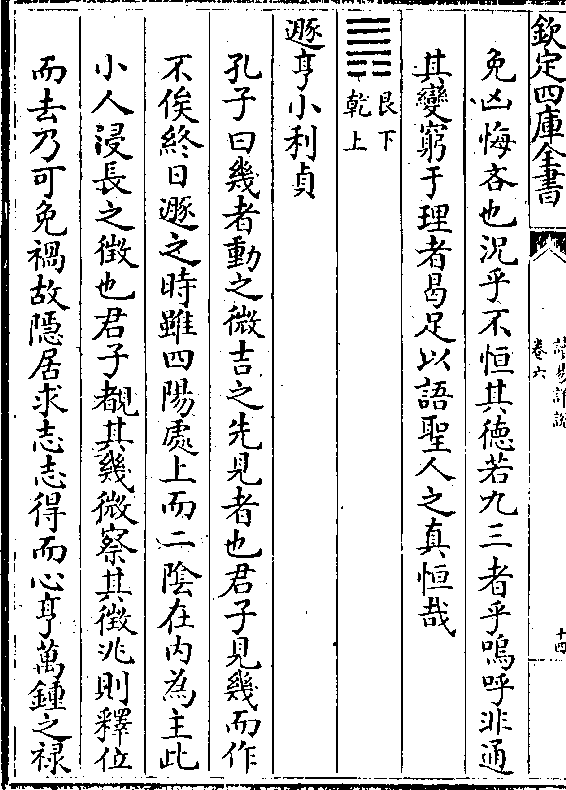 欽定四庫全書
讀易詳説
卷六
十四
免凶悔吝也況乎不恒其德若九三者乎嗚呼非通
其變窮于理者曷足以語聖人之真恒哉
艮下
乾上
遯亨小利貞
孔子曰幾者動之微吉之先見者也君子見幾而作
不俟終日遯之時雖四陽處上而二陰在内為主此
小人浸長之徴也君子覩其幾微察其徴兆則釋位
而去乃可免禍故隱居求志志得而心亨萬鍾之禄